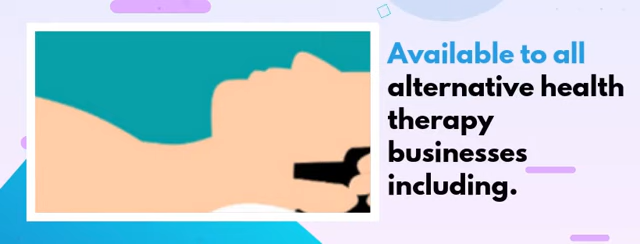 Available to all
alternative health
therapy
businesses
including.